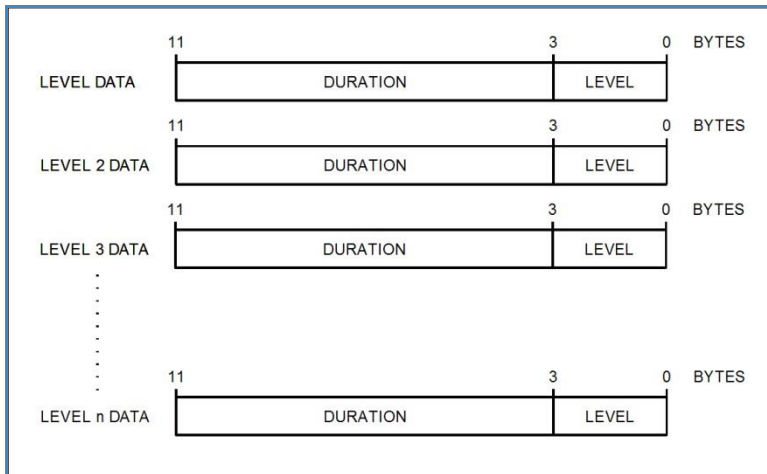 11 3 0 BYTES
LEVEL DATA DURATION LEVEL
11 3 0 BYTES
LEVEL 2 DATA DURATION LEVEL
11 3 0 BYTES
LEVEL 3 DATA DURATION LEVEL
11 3 0 BYTES
LEVEL n DATA DURATION LEVEL